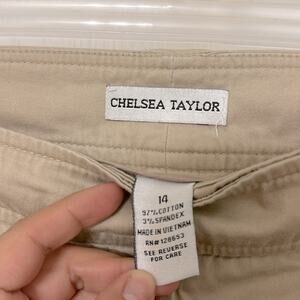 CHELSEA TAYLOR
14
97% COTTON
3% SPANDEX
MADE IN VIETNAM
RN# 128653
SEE REVERSE
FOR CARE